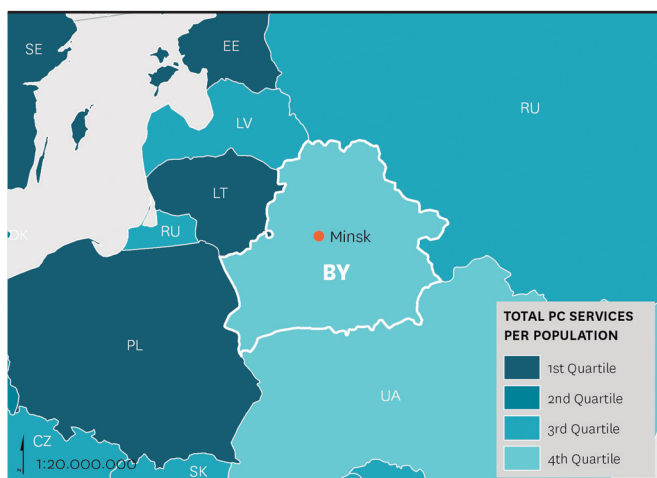 SE
EE
RU
LV
LT
RU
DK
Minsk
BY
PL
UA
CZ
SK
1:20.000.000
TOTAL PC SERVICES
PER POPULATION
1st Quartile
2nd Quartile
3rd Quartile
4th Quartile